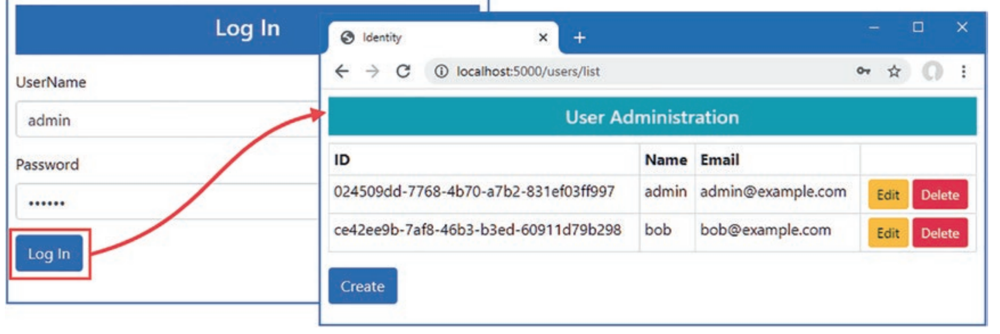 Log In
UserName
admin
Password
••••••
Log In
Identity
localhost:5000/users/list
User Administration
ID Name Email
024509dd-7768-4b70-a7b2-831ef03ff997 admin admin@example.com Edit Delete
ce42ee9b-7af8-46b3-b3ed-60911d79b298 bob bob@example.com Edit Delete
Create